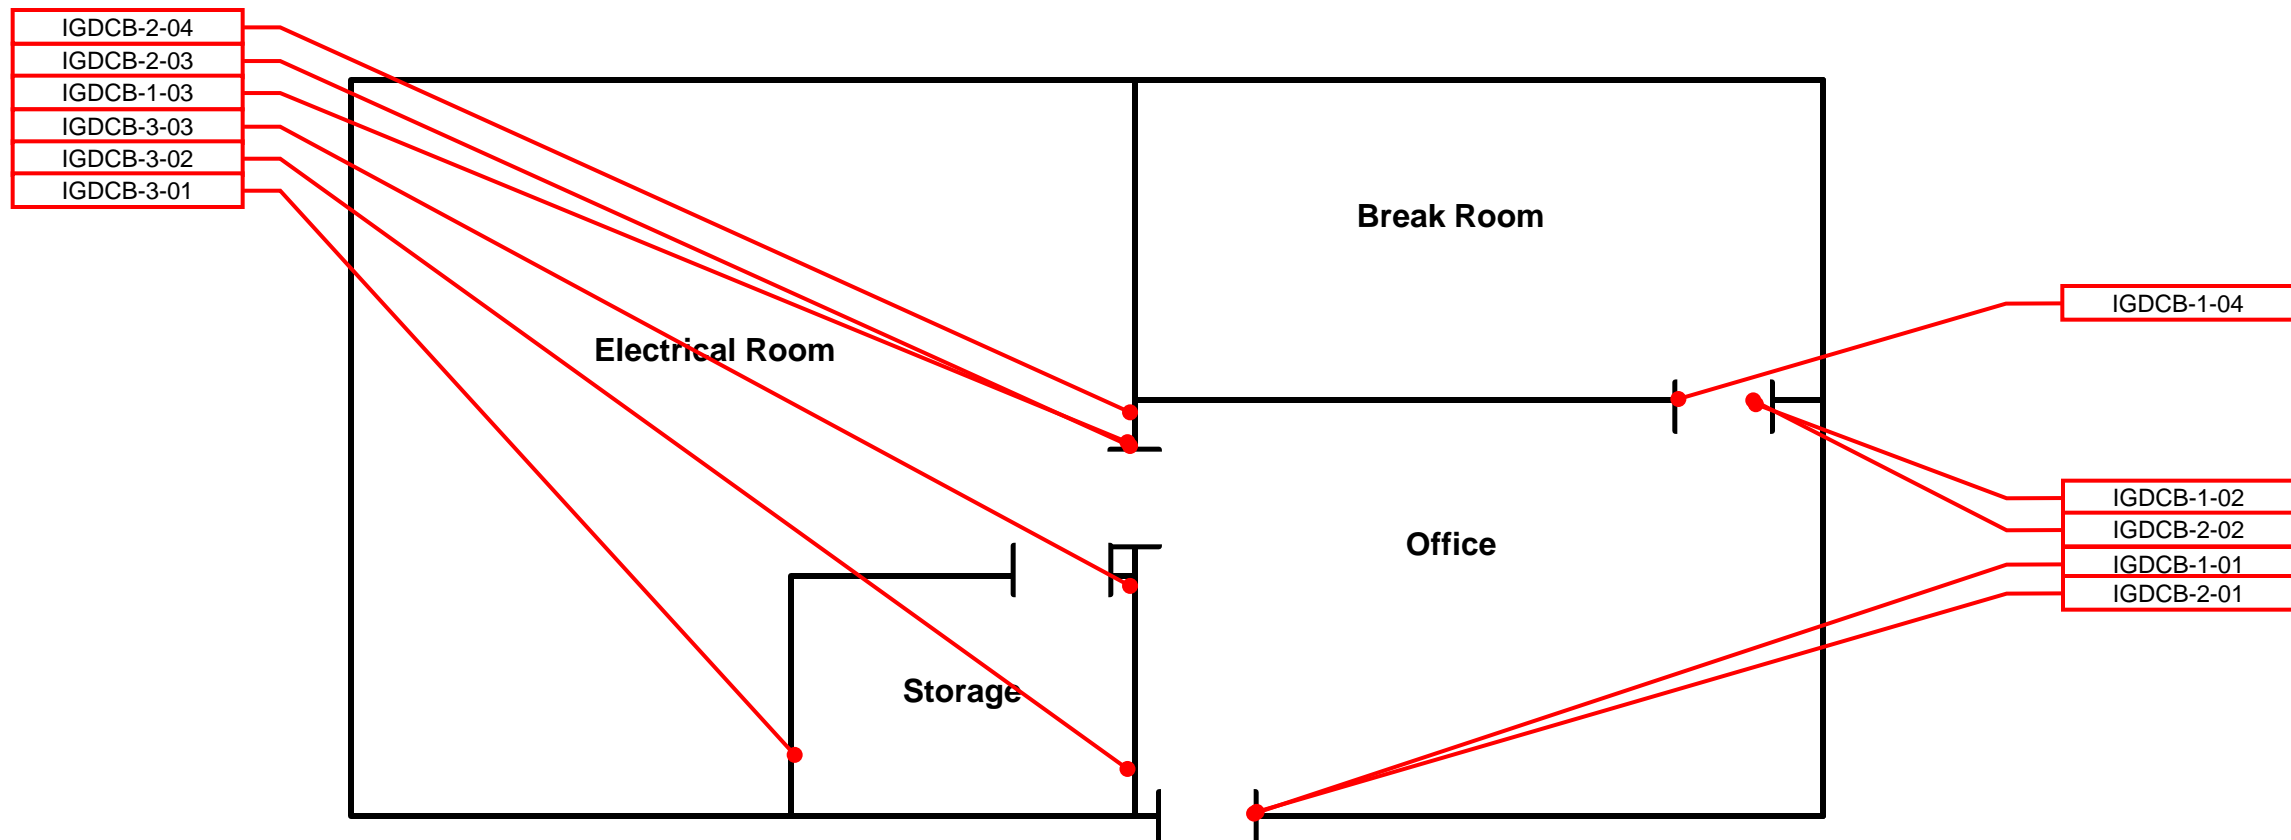 IGDCB-2-04
IGDCB-2-03
IGDCB-1-03
IGDCB-3-03
IGDCB-3-02
IGDCB-3-01
Break Room
Electrical Room
Office
Storage
IGDCB-1-04
IGDCB-1-02
IGDCB-2-02
IGDCB-1-01
IGDCB-2-01